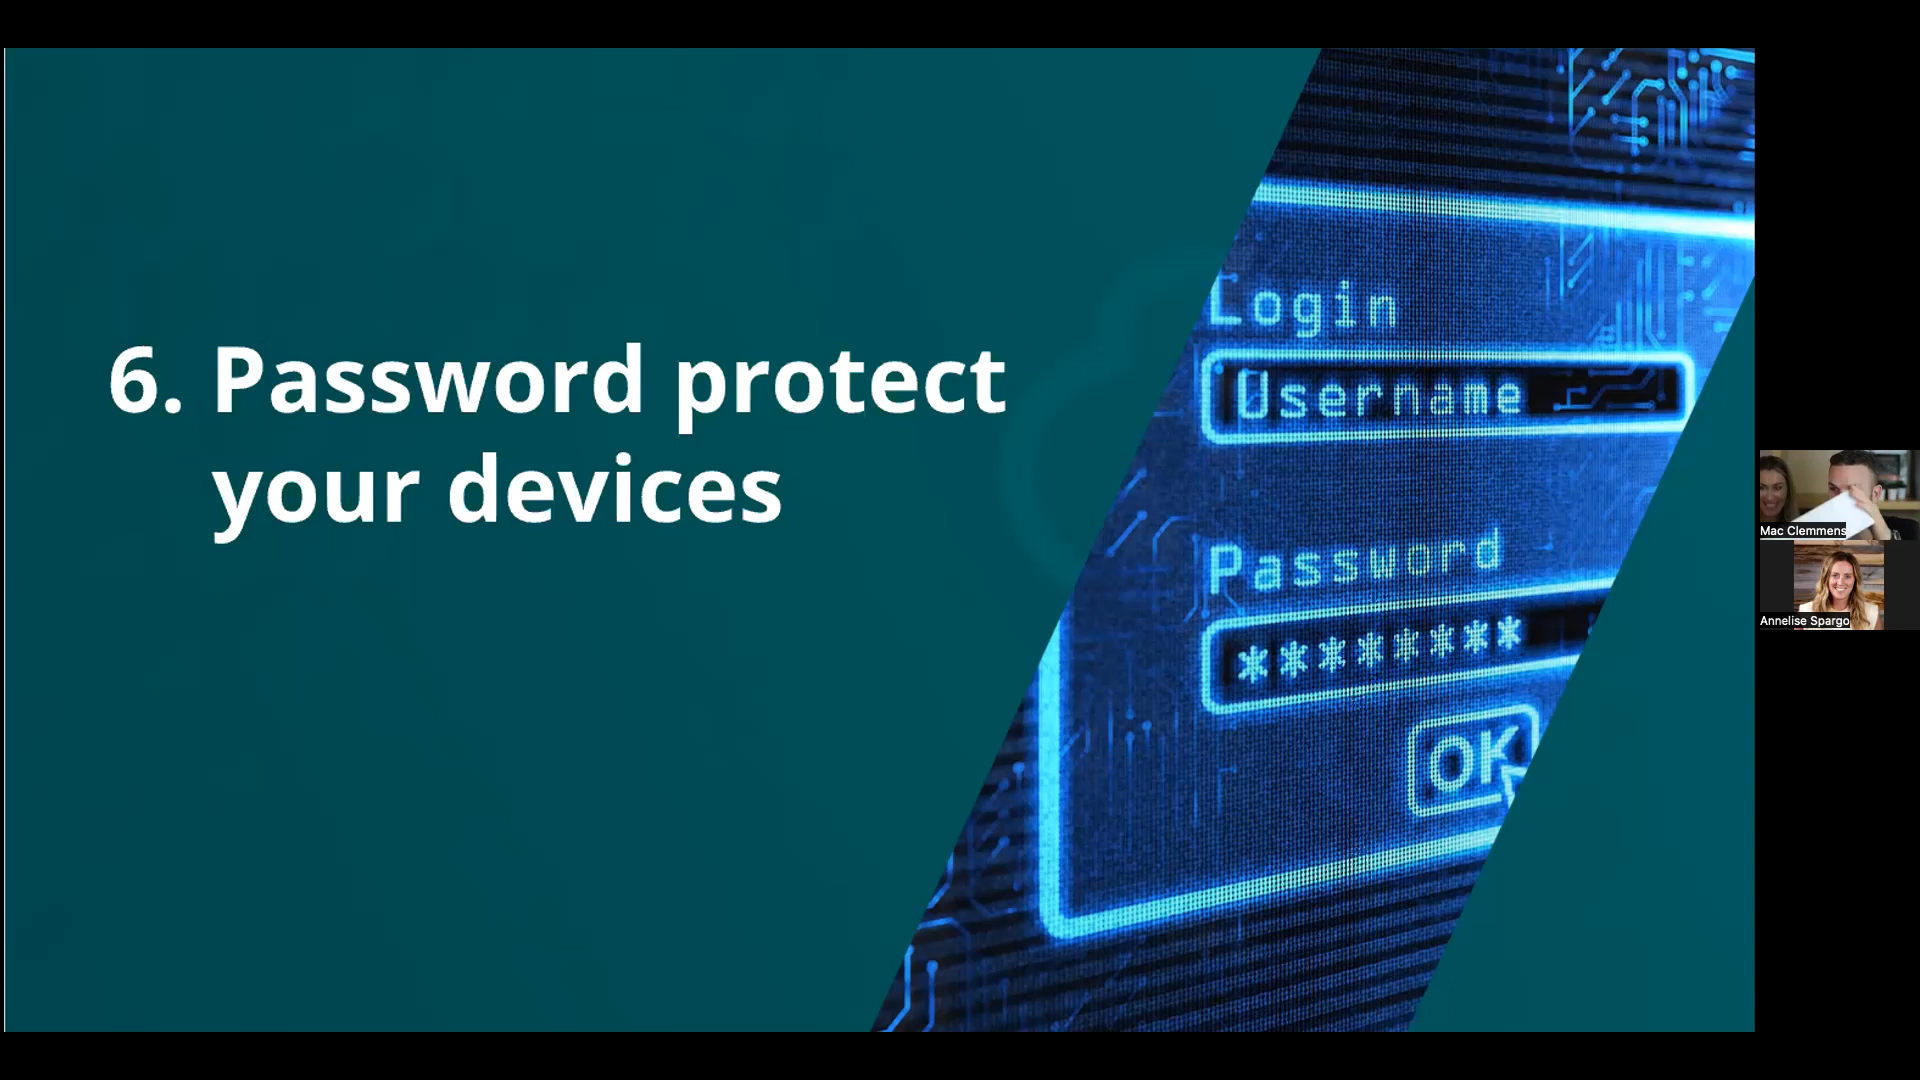 6. Password protect
your devices
Login
Username
Password
********
OK
Mac Clemmens
Annelise Spargo